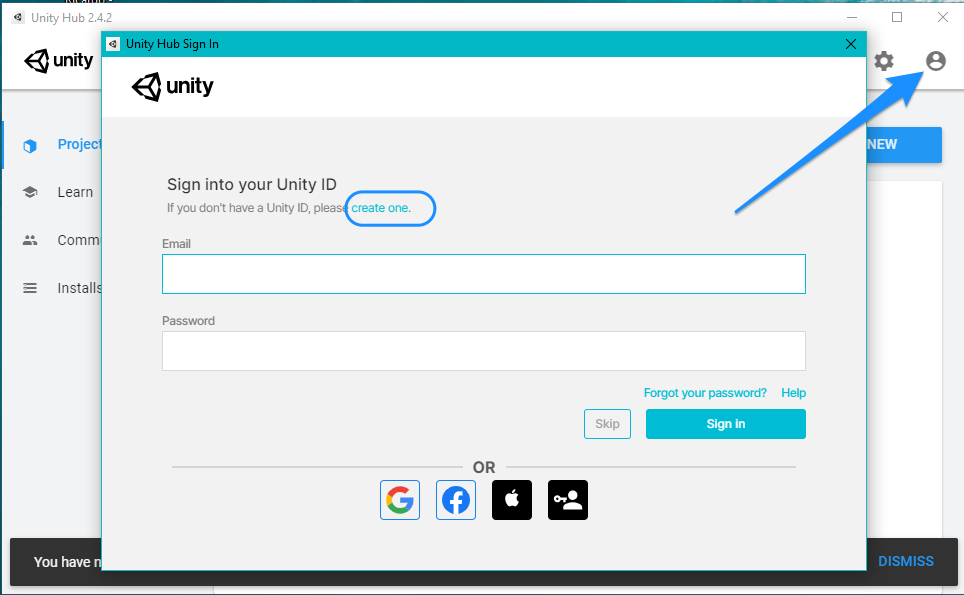 Unity Hub 2.4.2
Unity Hub Sign In
unity
unity
Project
NEW
Learn
Sign into your Unity ID
If you don't have a Unity ID, please create one.
Commu
Email
Installs
Password
Forgot your password? Help
Skip
Sign in
OR
You have n
DISMISS